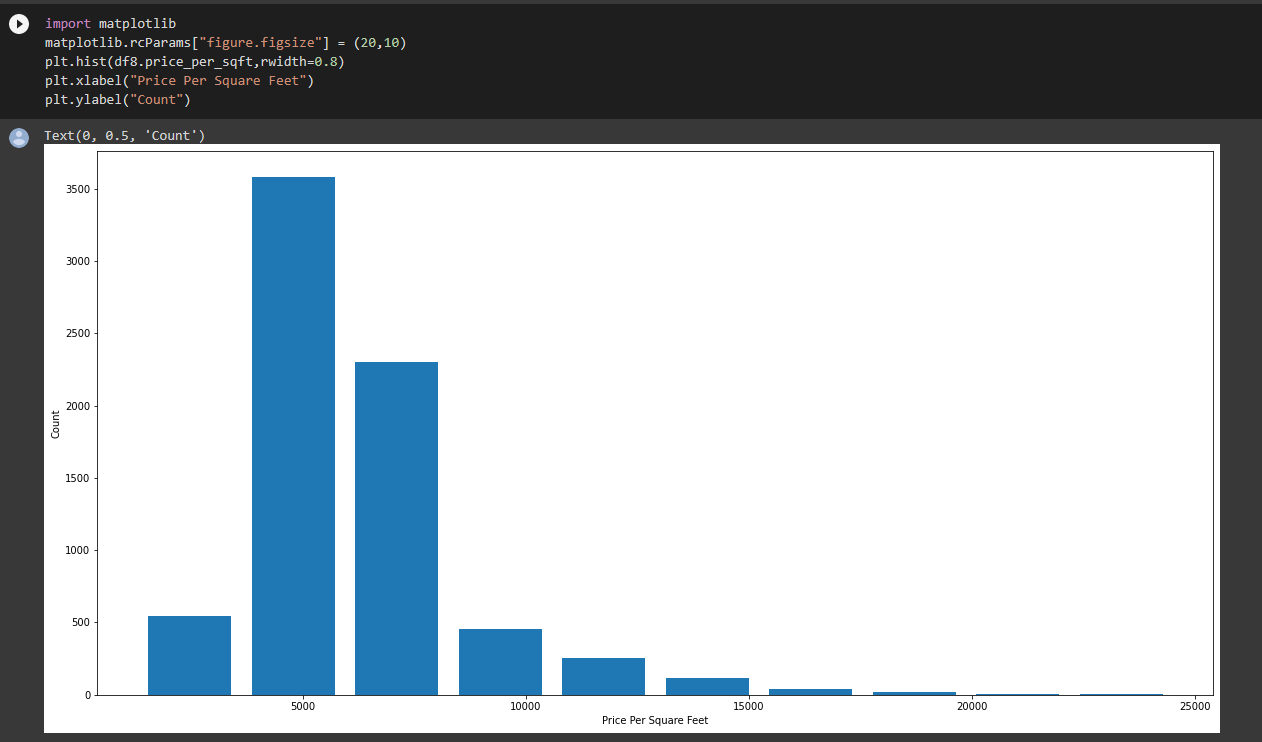 import matplotlib
matplotlib.rcParams["figure.figsize"] = (20,10)
plt.hist(df8.price_per_sqft,rwidth=0.8)
plt.xlabel("Price Per Square Feet")
plt.ylabel("Count")
Text(0, 0.5, 'Count')
3500
3000
2500
2000
1500
1000
500
0
Count
5000 10000 15000 20000 25000
Price Per Square Feet